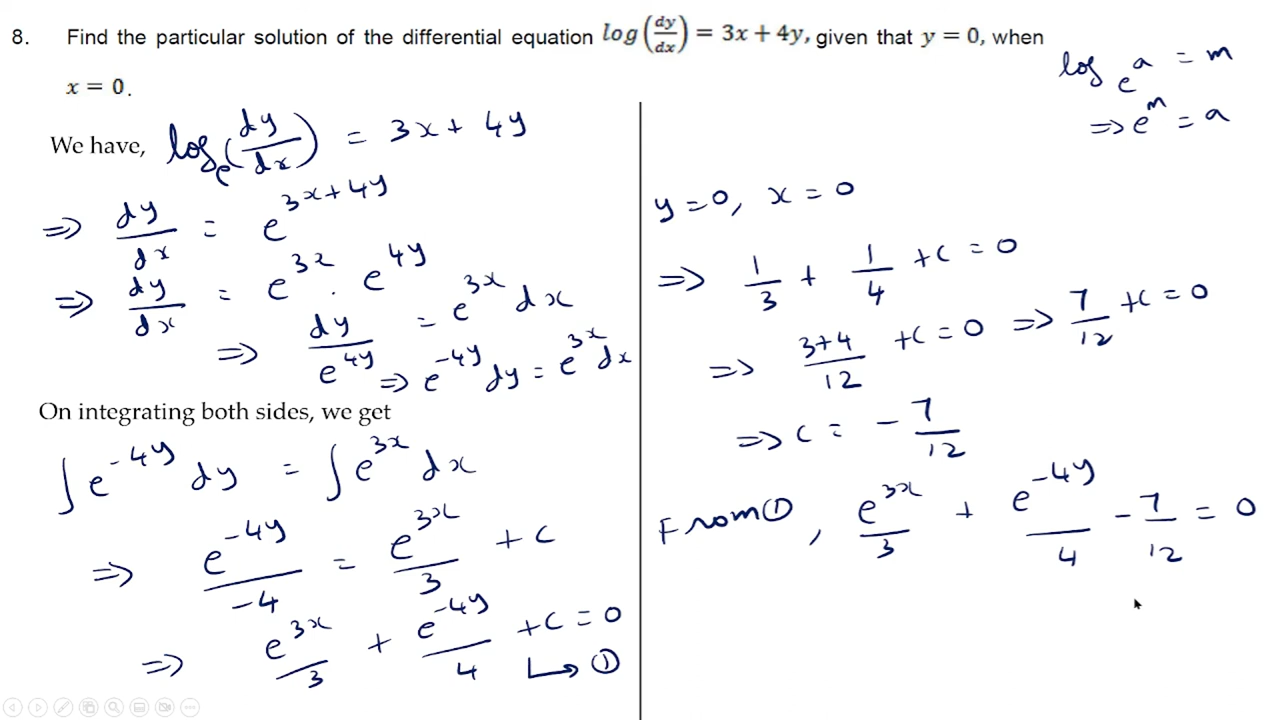 8. Find the particular solution of the differential equation log(dy/dx) = 3x + 4y, given that y = 0, when
x = 0.
We have, logₑ(dy/dx) = 3x + 4y
⇒ dy/dx = e^(3x+4y)
⇒ dy/dx = e^(3x) . e^(4y)
⇒ dy/e^(4y) = e^(3x) dx
⇒ e^(-4y) dy = e^(3x) dx
On integrating both sides, we get
∫e^(-4y) dy = ∫e^(3x) dx
⇒ e^(-4y)/-4 = e^(3x)/3 + c
⇒ e^(3x)/3 + e^(-4y)/4 + c = 0
↳ ①
logₑ a = m
⇒ e^m = a
y = 0, x = 0
⇒ 1/3 + 1/4 + c = 0
⇒ (3+4)/12 + c = 0 ⇒ 7/12 + c = 0
⇒ c = -7/12
From ①, e^(3x)/3 + e^(-4y)/4 - 7/12 = 0